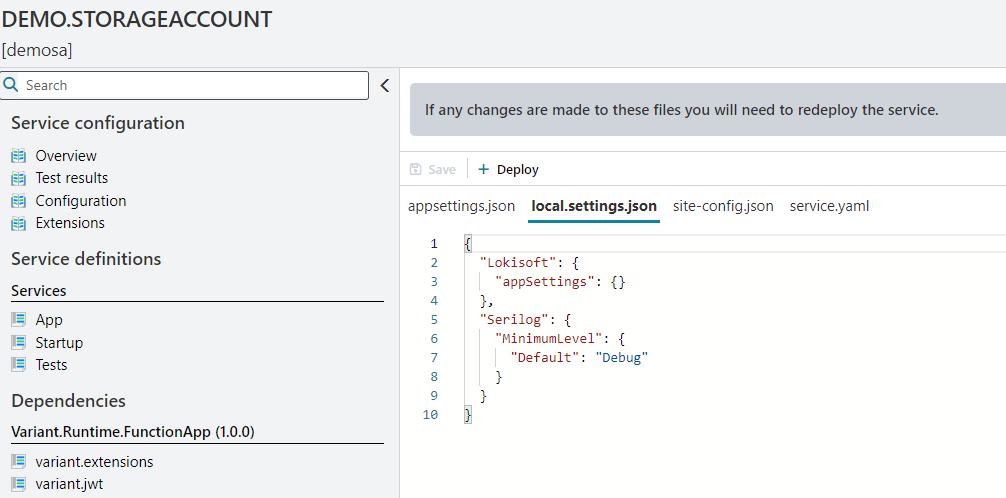 DEMO.STORAGEACCOUNT
[demosa]
Search
Service configuration
Overview
Test results
Configuration
Extensions
Service definitions
Services
App
Startup
Tests
Dependencies
Variant.Runtime.FunctionApp (1.0.0)
variant.extensions
variant.jwt
If any changes are made to these files you will need to redeploy the service.
Save + Deploy
appsettings.json local.settings.json site-config.json service.yaml
1 {
2 "Lokisoft": {
3 "appSettings": {}
4 },
5 "Serilog": {
6 "MinimumLevel": {
7 "Default": "Debug"
8 }
9 }
10 }